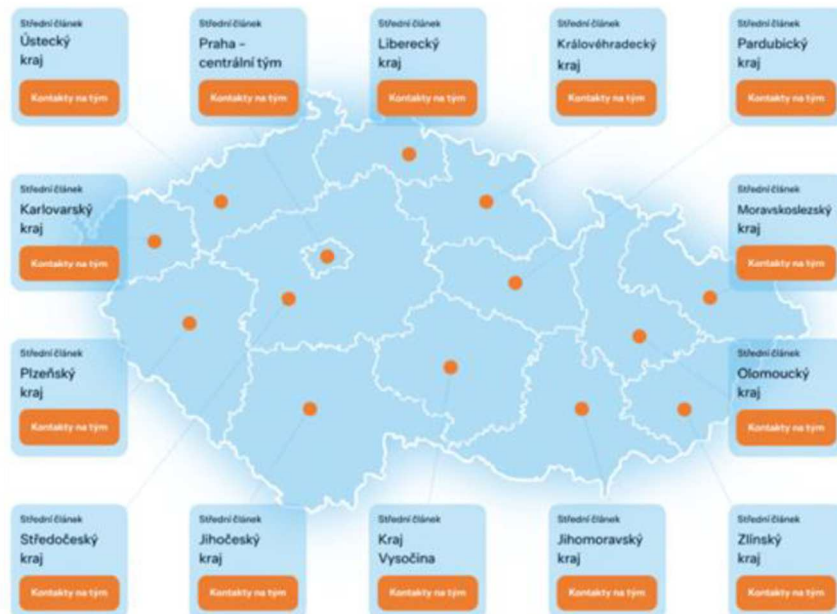 Střední článek
Ústecký
kraj
Kontakty na tým
Střední článek
Praha –
centrální tým
Kontakty na tým
Střední článek
Liberecký
kraj
Kontakty na tým
Střední článek
Královéhradecký
kraj
Kontakty na tým
Střední článek
Pardubický
kraj
Kontakty na tým
Střední článek
Karlovarský
kraj
Kontakty na tým
Střední článek
Moravskoslezský
kraj
Kontakty na tým
Střední článek
Plzeňský
kraj
Kontakty na tým
Střední článek
Olomoucký
kraj
Kontakty na tým
Střední článek
Středočeský
kraj
Kontakty na tým
Střední článek
Jihočeský
kraj
Kontakty na tým
Střední článek
Kraj
Vysočina
Kontakty na tým
Střední článek
Jihomoravský
kraj
Kontakty na tým
Střední článek
Zlínský
kraj
Kontakty na tým